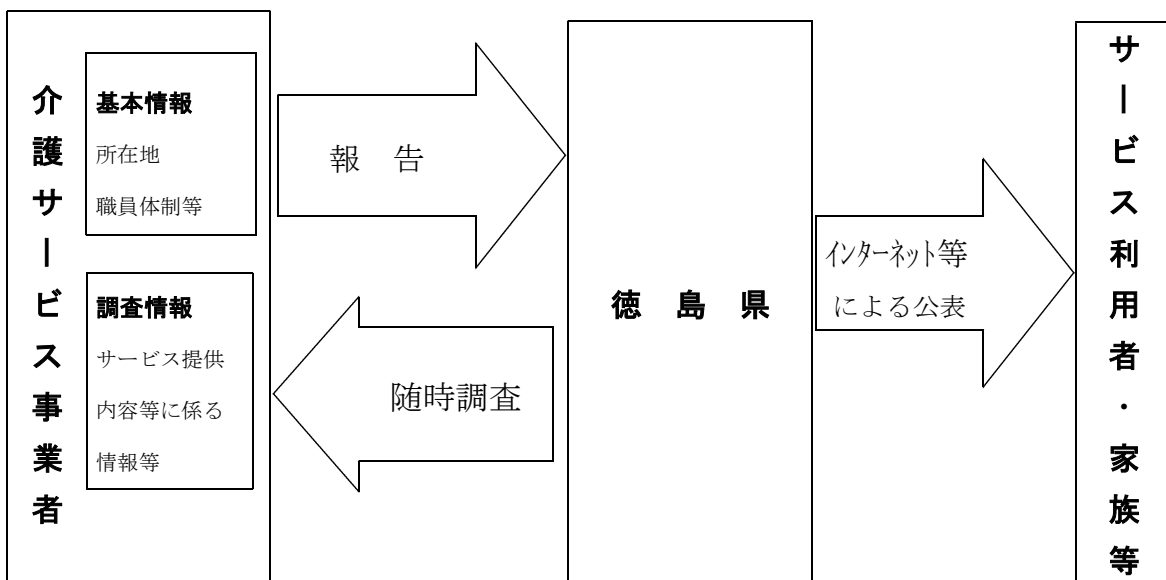 介護サービス事業者
基本情報
所在地
職員体制等
調査情報
サービス提供
内容等に係る
情報等
報　告
随時調査
徳　島　県
インターネット等
による公表
サービス利用者・家族等